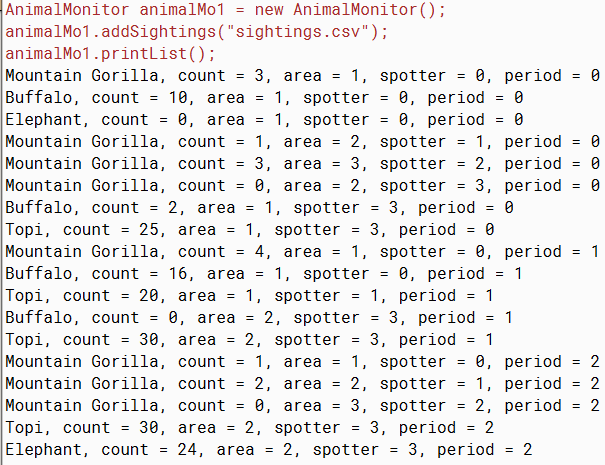 AnimalMonitor animalMo1 = new AnimalMonitor();
animalMo1.addSightings("sightings.csv");
animalMo1.printList();
Mountain Gorilla, count = 3, area = 1, spotter = 0, period = 0
Buffalo, count = 10, area = 1, spotter = 0, period = 0
Elephant, count = 0, area = 1, spotter = 0, period = 0
Mountain Gorilla, count = 1, area = 2, spotter = 1, period = 0
Mountain Gorilla, count = 3, area = 3, spotter = 2, period = 0
Mountain Gorilla, count = 0, area = 2, spotter = 3, period = 0
Buffalo, count = 2, area = 1, spotter = 3, period = 0
Topi, count = 25, area = 1, spotter = 3, period = 0
Mountain Gorilla, count = 4, area = 1, spotter = 0, period = 1
Buffalo, count = 16, area = 1, spotter = 0, period = 1
Topi, count = 20, area = 1, spotter = 1, period = 1
Buffalo, count = 0, area = 2, spotter = 3, period = 1
Topi, count = 30, area = 2, spotter = 3, period = 1
Mountain Gorilla, count = 1, area = 1, spotter = 0, period = 2
Mountain Gorilla, count = 2, area = 2, spotter = 1, period = 2
Mountain Gorilla, count = 0, area = 3, spotter = 2, period = 2
Topi, count = 30, area = 2, spotter = 3, period = 2
Elephant, count = 24, area = 2, spotter = 3, period = 2